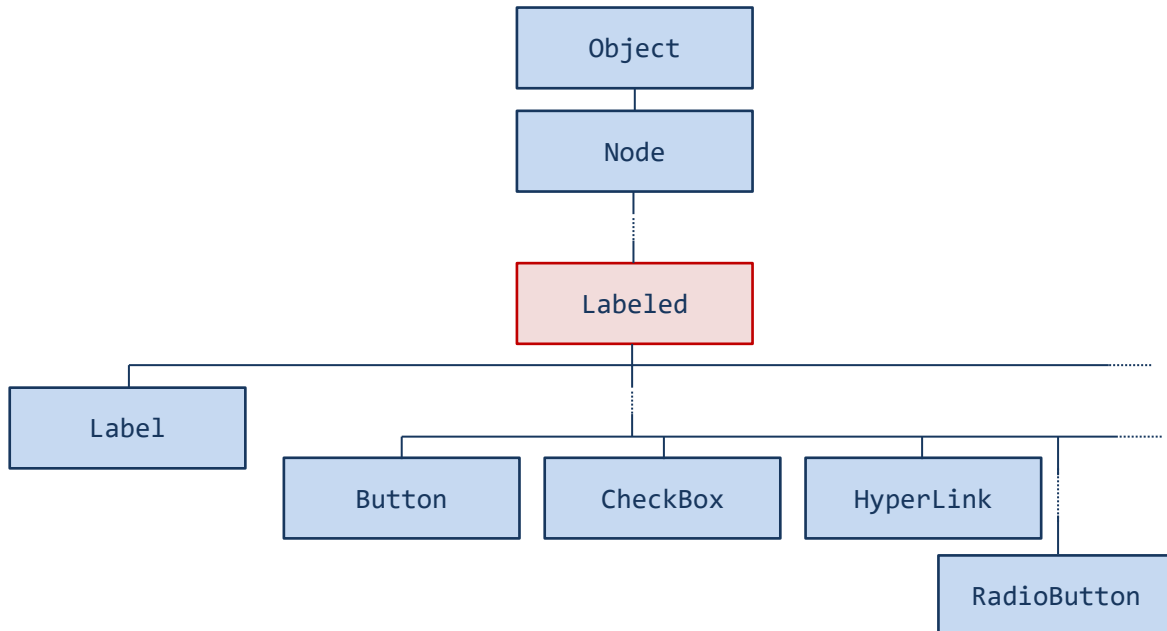 Object
Node
Labeled
Label
Button
CheckBox
HyperLink
RadioButton